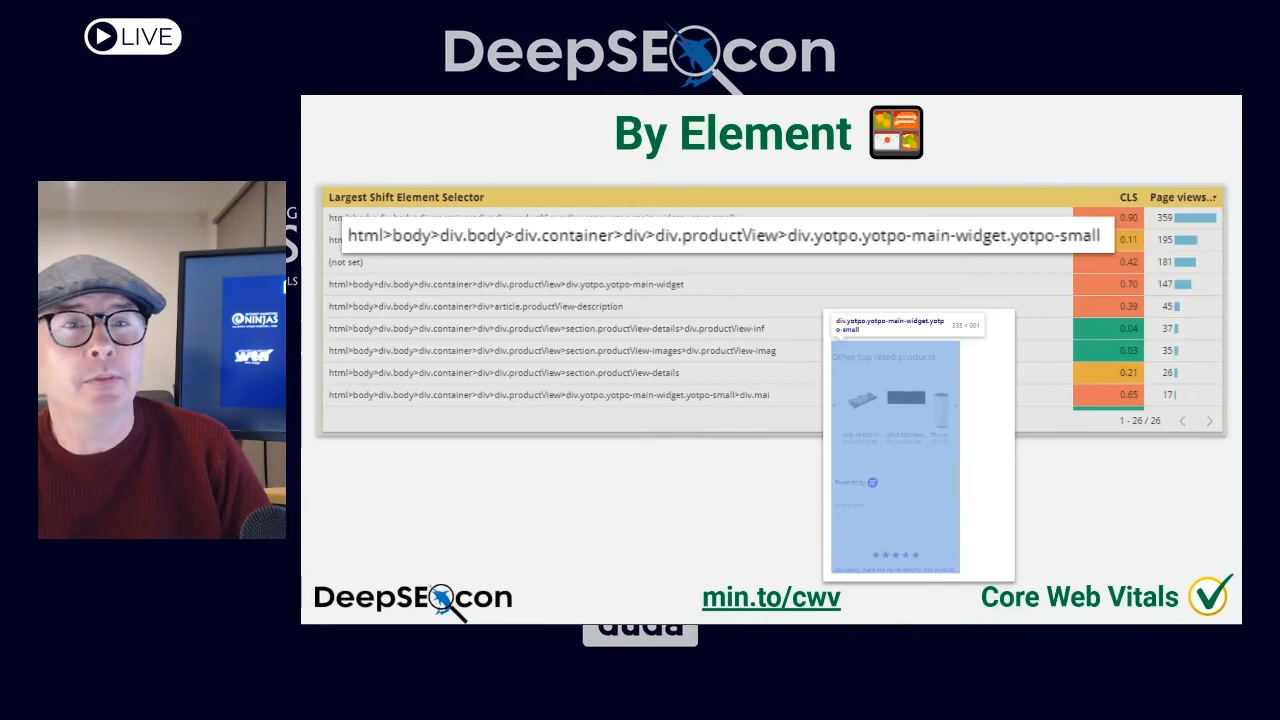 LIVE
DeepSEOcon
By Element
Largest Shift Element Selector CLS Page views..
0.90 359
html>body>div.body>div.container>div>div.productView>div.yotpo.yotpo-main-widget.yotpo-small
0.11 195
(not set) 0.42 181
html>body>div.body>div.container>div>div.productView>div.yotpo.yotpo-main-widget 0.70 147
html>body>div.body>div.container>div>article.productView-description 0.39 45
html>body>div.body>div.container>div>div.productView>section.productView-details>div.productView-inf 0.04 37
html>body>div.body>div.container>div>div.productView>section.productView-images>div.productView-imag 0.03 35
html>body>div.body>div.container>div>div.productView>section.productView-details 0.21 26
html>body>div.body>div.container>div>div.productView>div.yotpo.yotpo-main-widget.yotpo-small>div.mai 0.65 17
1 - 26 / 26
div.yotpo.yotpo-main-widget.yotp
o-small 333 × 601
Other top rated products
Powered by
NINJAS
DeepSEOcon
min.to/cwv
Core Web Vitals
duda